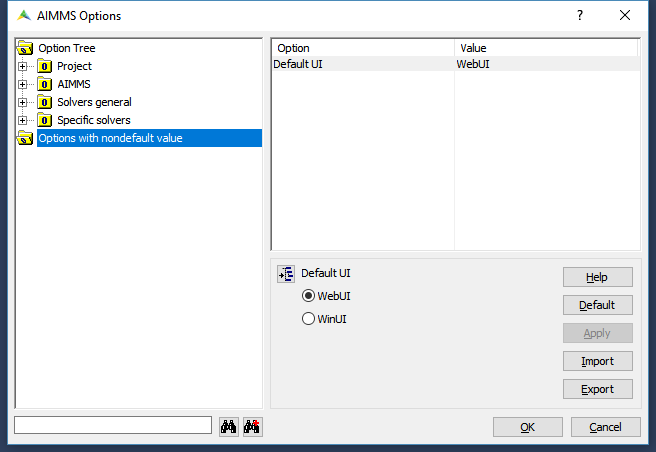 AIMMS Options
?
Option Tree
Project
AIMMS
Solvers general
Specific solvers
Options with nondefault value
Option Value
Default UI WebUI
Default UI
WebUI
WinUI
Help
Default
Apply
Import
Export
OK Cancel